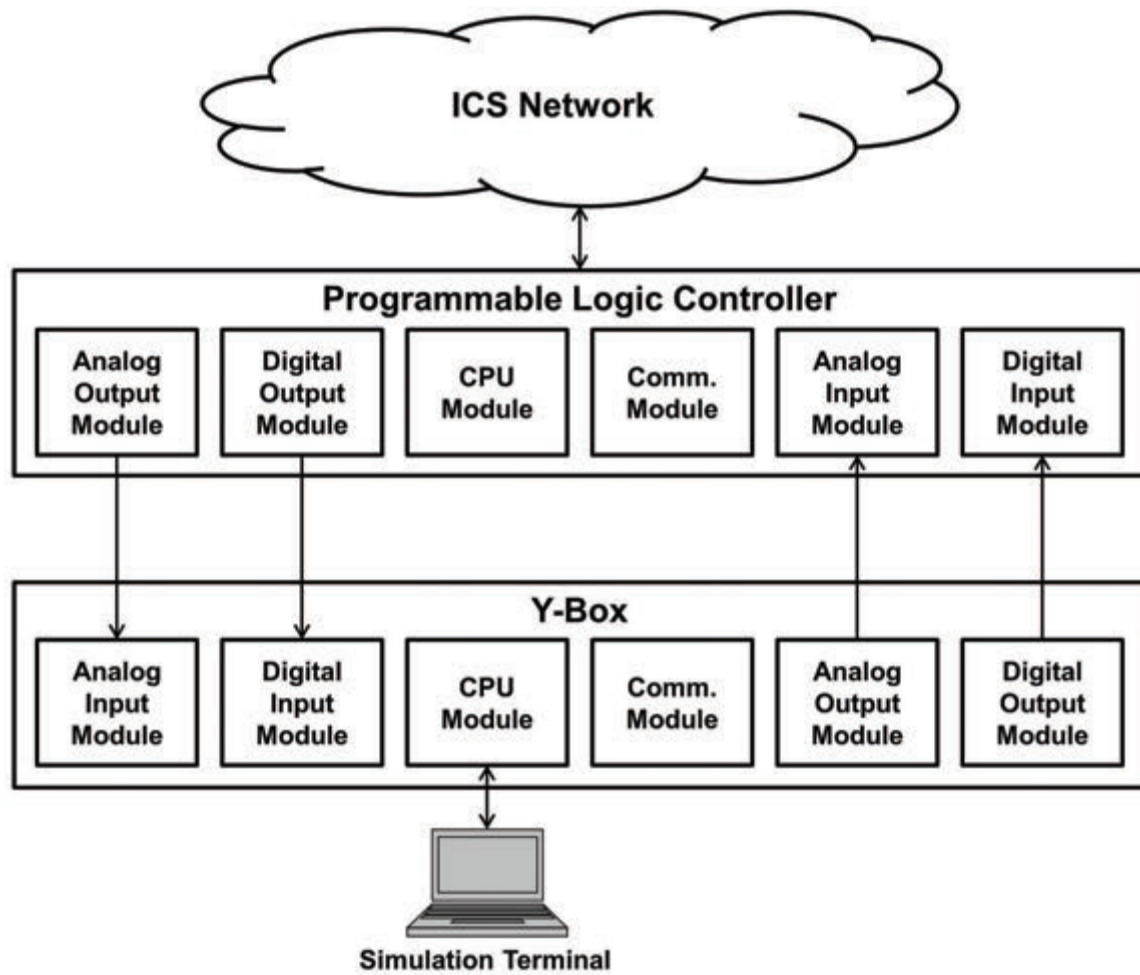 ICS Network
Programmable Logic Controller
Analog
Output
Module
Digital
Output
Module
CPU
Module
Comm.
Module
Analog
Input
Module
Digital
Input
Module
Y-Box
Analog
Input
Module
Digital
Input
Module
CPU
Module
Comm.
Module
Analog
Output
Module
Digital
Output
Module
Simulation Terminal